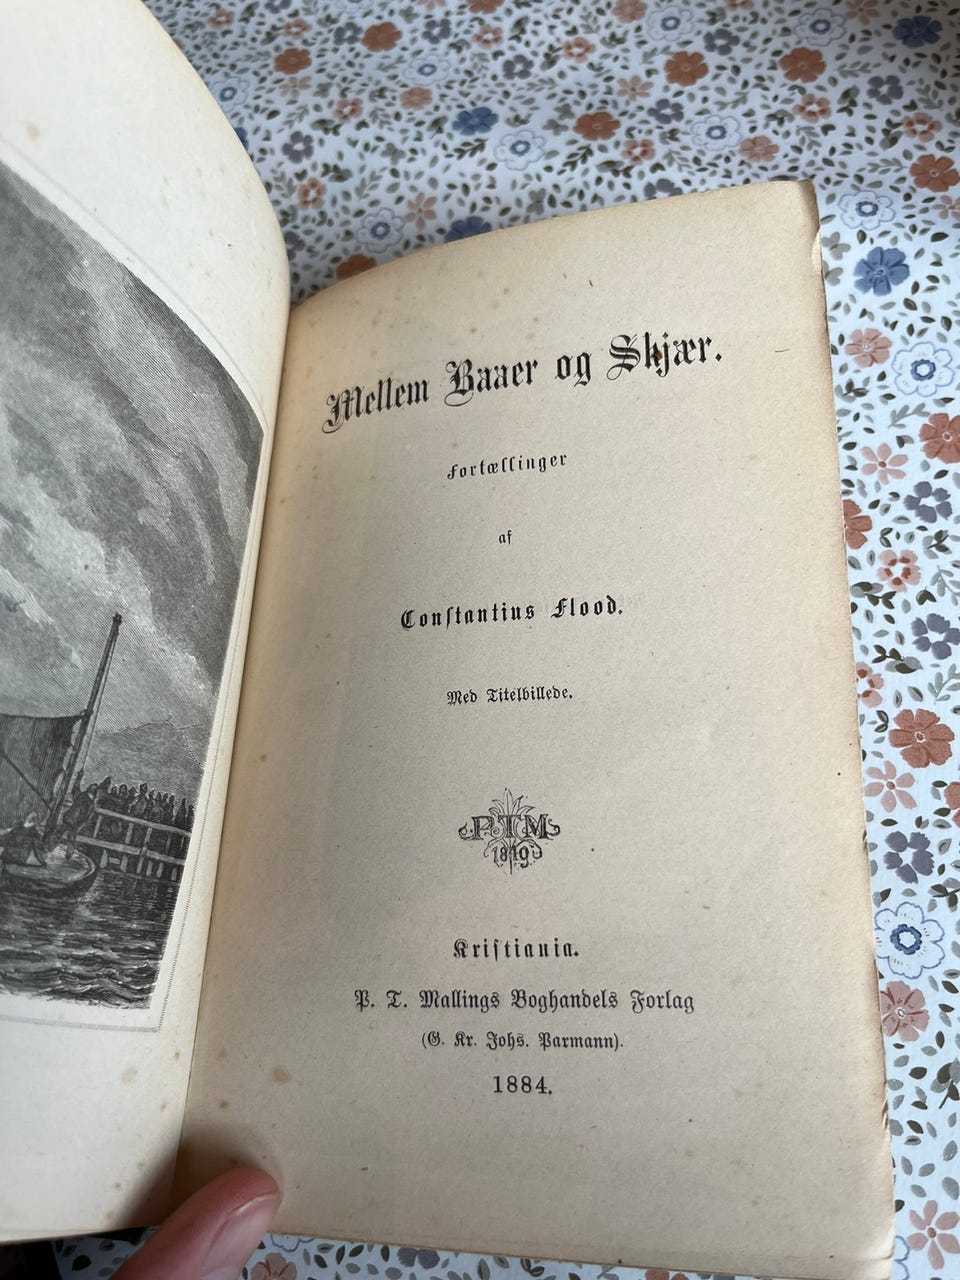 Mellem Baaer og Skjær.
Fortællinger
af
Constantius Flood.
Med Titelbillede.
PTM
1849
Kristiania.
P. T. Mallings Boghandels Forlag
(G. Kr. Johs. Parmann).
1884.